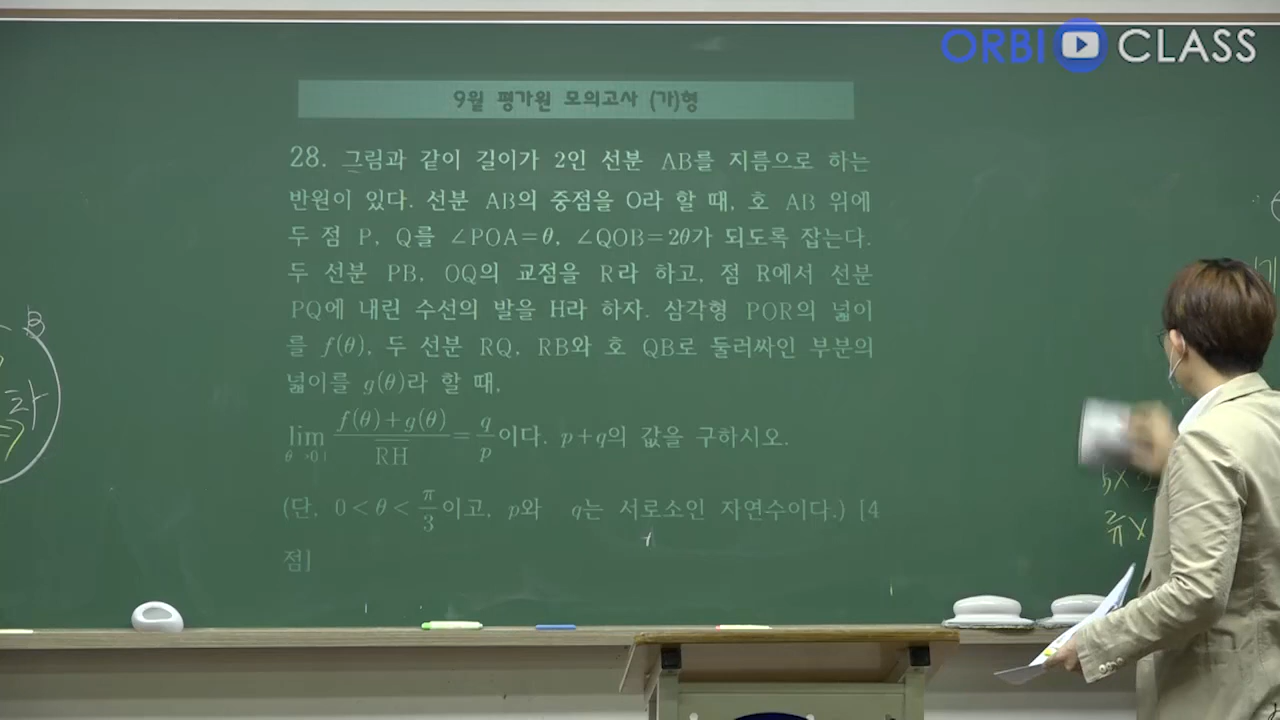 ORBI CLASS
9월 평가원 모의고사 (가)형
28. 그림과 같이 길이가 2인 선분 AB를 지름으로 하는
반원이 있다. 선분 AB의 중점을 O라 할 때, 호 AB 위에
두 점 P, Q를 ∠POA=θ, ∠QOB=2θ가 되도록 잡는다.
두 선분 PB, OQ의 교점을 R라 하고, 점 R에서 선분
PQ에 내린 수선의 발을 H라 하자. 삼각형 POR의 넓이
를 f(θ), 두 선분 RQ, RB와 호 QB로 둘러싸인 부분의
넓이를 g(θ)라 할 때,
lim f(θ)+g(θ) / RH = q/p 이다. p+q의 값을 구하시오.
(단, 0<θ<π/3이고, p와 q는 서로소인 자연수이다.) [4
점]
B